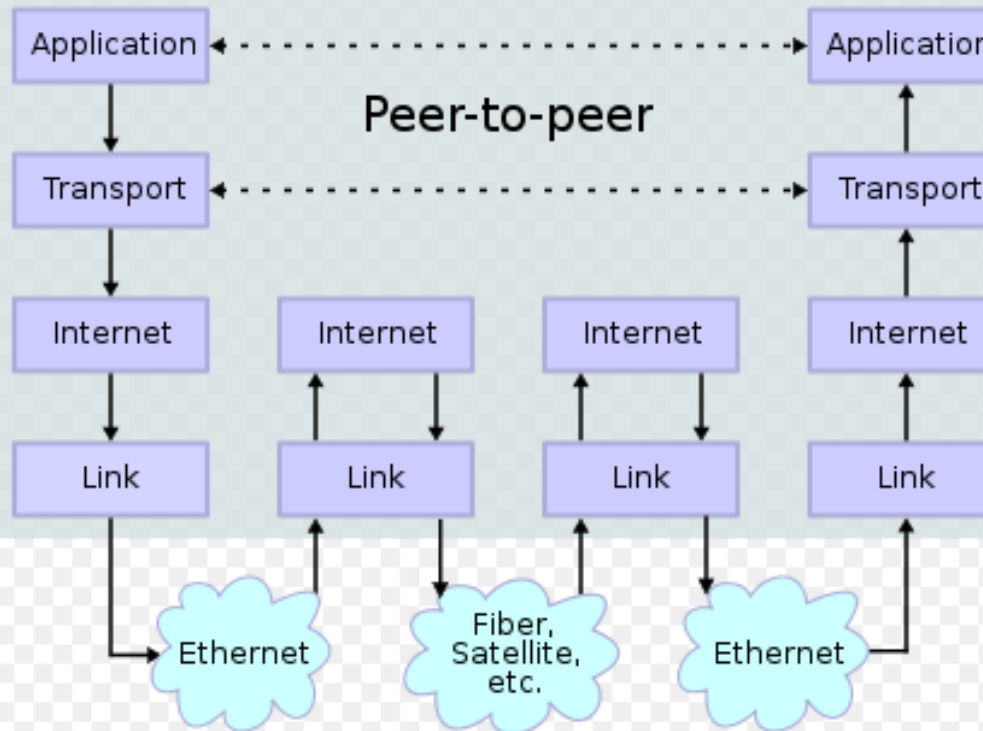 Application
Application
Peer-to-peer
Transport
Transport
Internet
Internet
Internet
Internet
Link
Link
Link
Link
Ethernet
Fiber,
Satellite,
etc.
Ethernet